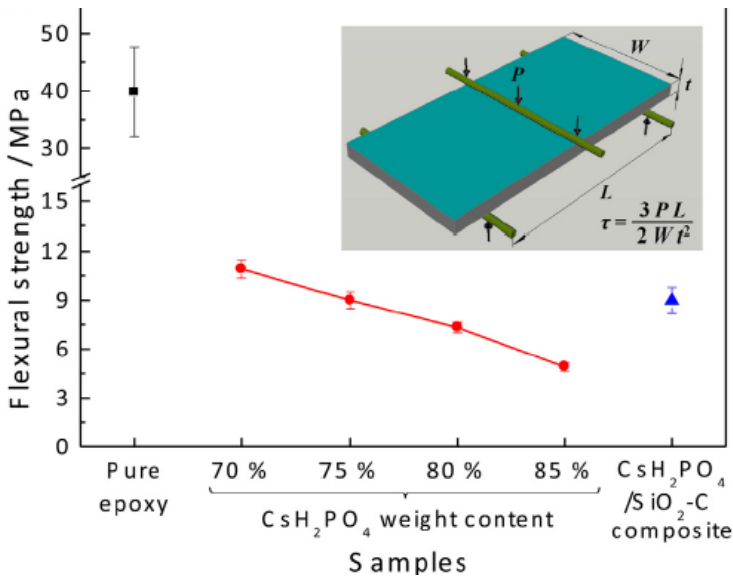 Flexural strength / MPa
50
40
30
15
12
9
6
3
0
W
P
t
L
τ = 3 P L / 2 W t²
Pure epoxy
70 %
75 %
80 %
85 %
CsH₂PO₄ weight content
CsH₂PO₄
/SiO₂-C
composite
Samples